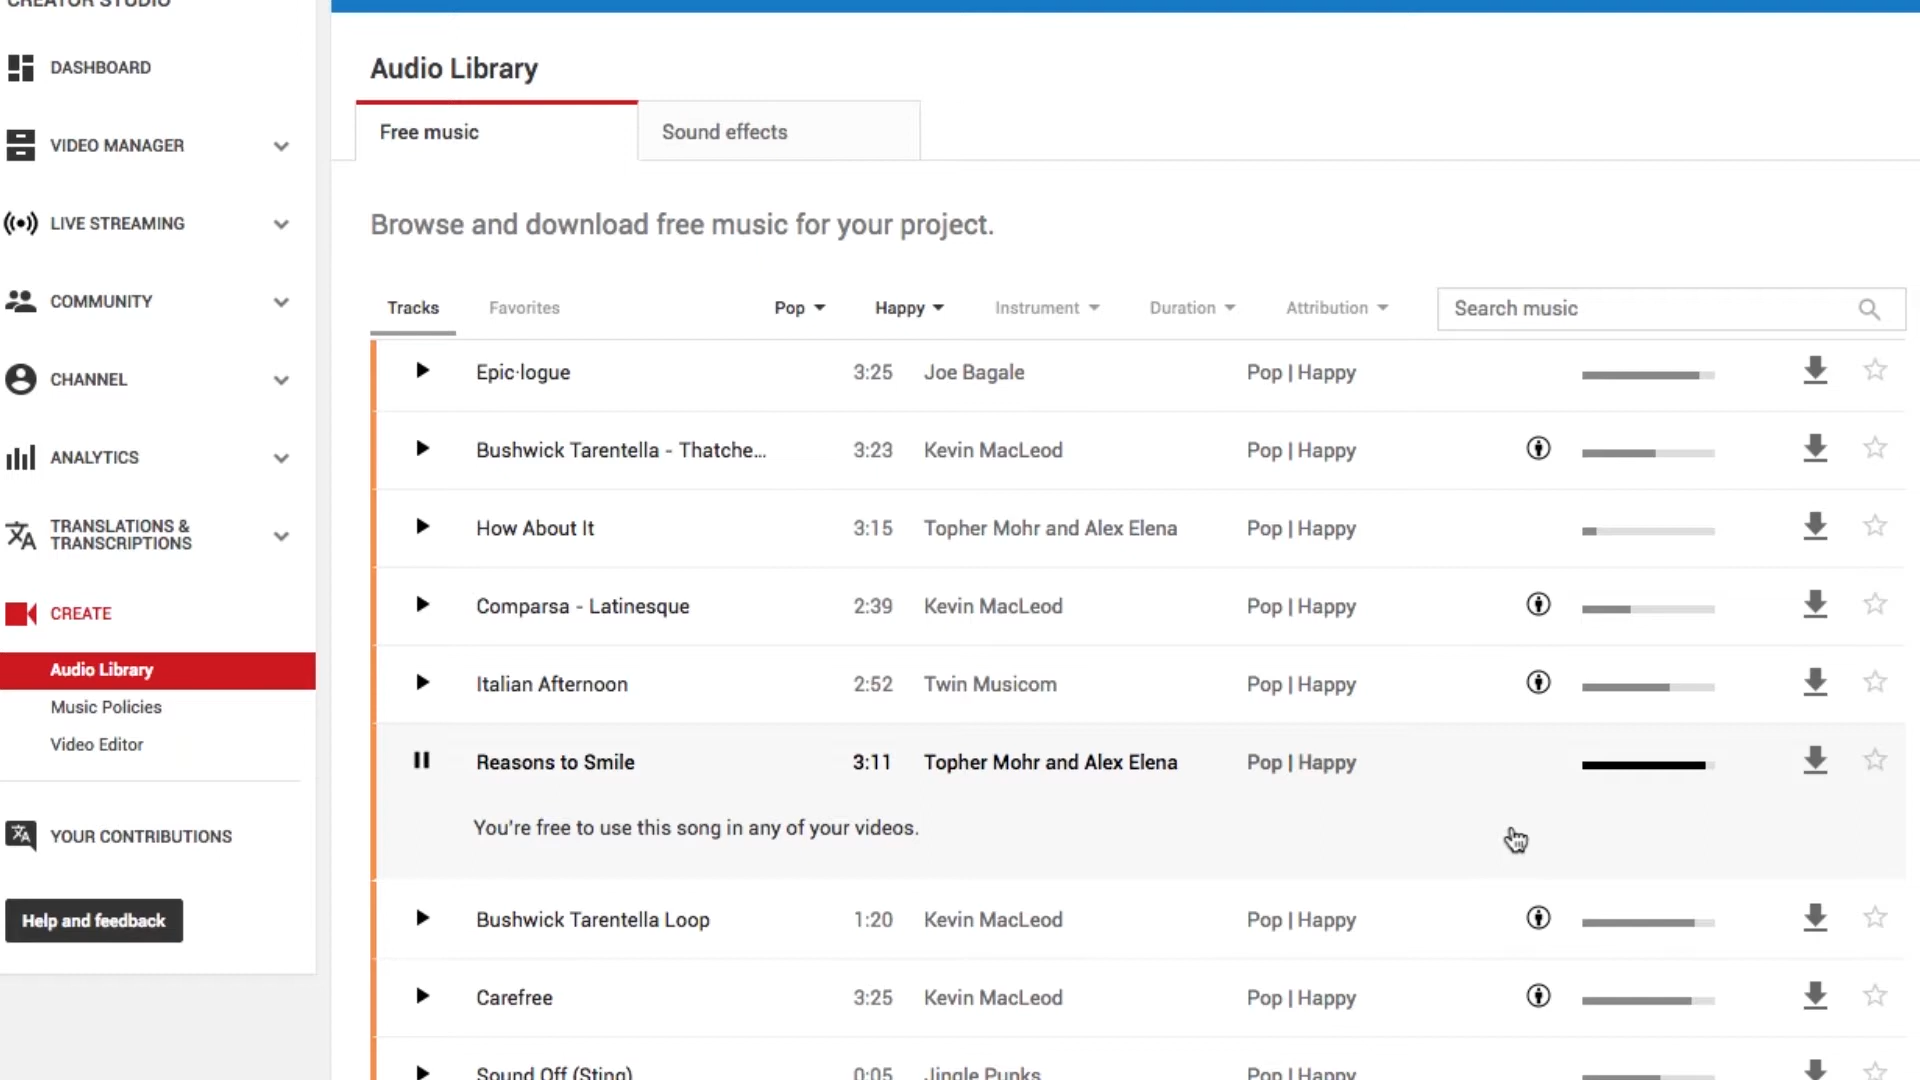 CREATOR STUDIO
DASHBOARD
VIDEO MANAGER
LIVE STREAMING
COMMUNITY
CHANNEL
ANALYTICS
TRANSLATIONS &
TRANSCRIPTIONS
CREATE
Audio Library
Music Policies
Video Editor
YOUR CONTRIBUTIONS
Help and feedback
Audio Library
Free music Sound effects
Browse and download free music for your project.
Tracks Favorites Pop Happy Instrument Duration Attribution Search music
Epic·logue 3:25 Joe Bagale Pop | Happy
Bushwick Tarentella - Thatche... 3:23 Kevin MacLeod Pop | Happy
How About It 3:15 Topher Mohr and Alex Elena Pop | Happy
Comparsa - Latinesque 2:39 Kevin MacLeod Pop | Happy
Italian Afternoon 2:52 Twin Musicom Pop | Happy
Reasons to Smile 3:11 Topher Mohr and Alex Elena Pop | Happy
You're free to use this song in any of your videos.
Bushwick Tarentella Loop 1:20 Kevin MacLeod Pop | Happy
Carefree 3:25 Kevin MacLeod Pop | Happy
Sound Off (Sting) 0:05 Jingle Punks Pop | Happy